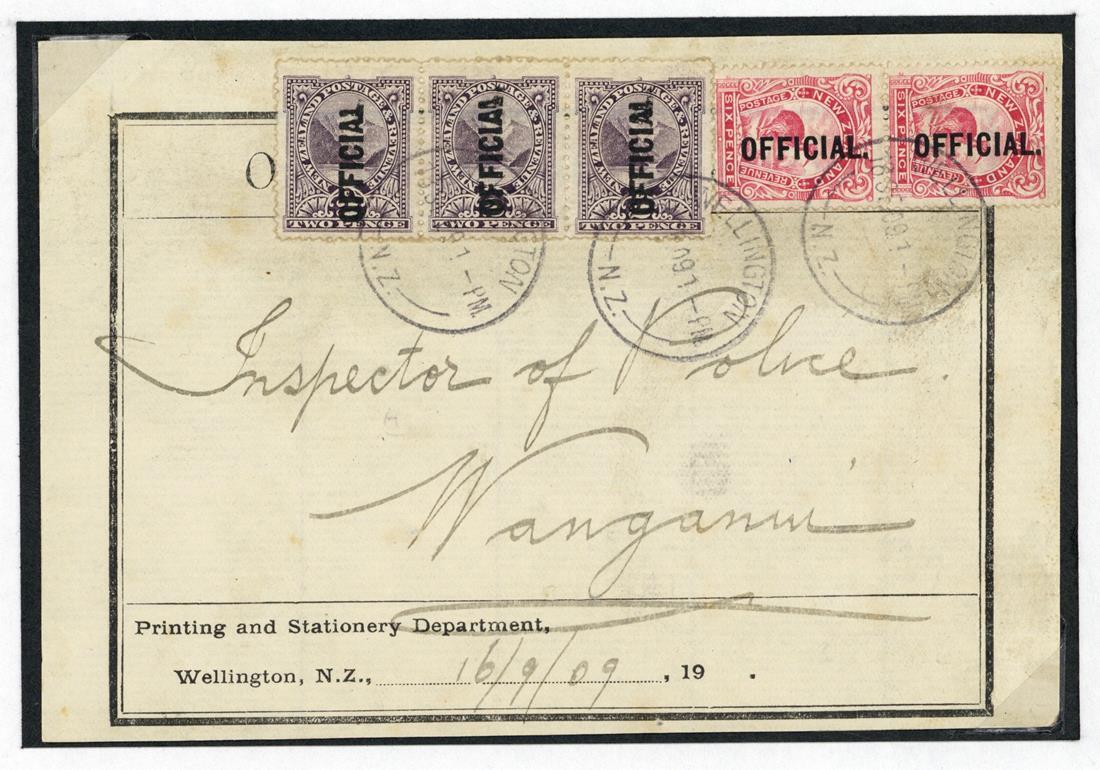 NEW ZEALAND POSTAGE & REVENUE OFFICIAL TWO PENCE
NEW ZEALAND POSTAGE & REVENUE OFFICIAL TWO PENCE
NEW ZEALAND POSTAGE & REVENUE OFFICIAL TWO PENCE
NEW ZEALAND POSTAGE REVENUE SIX PENCE OFFICIAL.
NEW ZEALAND POSTAGE REVENUE SIX PENCE OFFICIAL.
O
N.Z.
WELLINGTON
N.Z.
N.Z.
Inspector of Police.
Wanganui
Printing and Stationery Department,
Wellington, N.Z., 16/9/09, 19 .